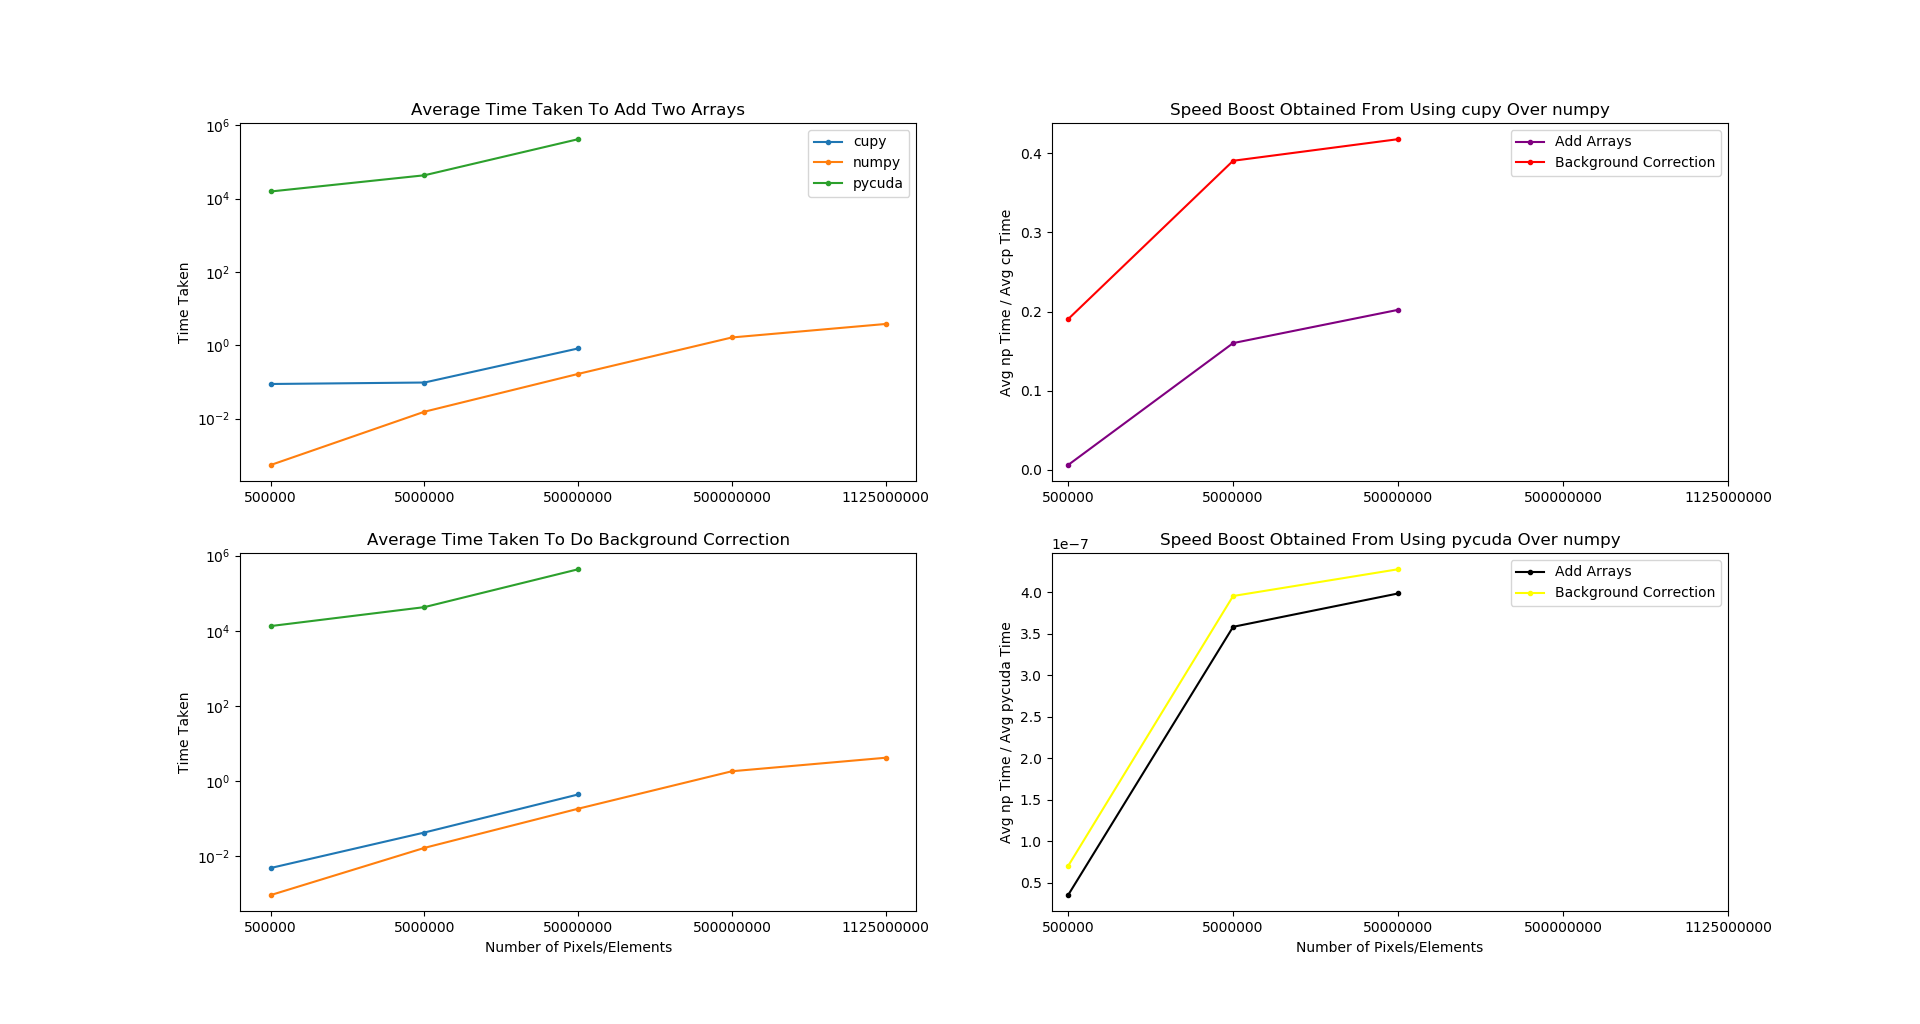 Average Time Taken To Add Two Arrays
10^6
10^4
10^2
10^0
10^-2
Time Taken
cupy
numpy
pycuda
500000 5000000 50000000 500000000 1125000000
Speed Boost Obtained From Using cupy Over numpy
0.4
0.3
0.2
0.1
0.0
Avg np Time / Avg cp Time
Add Arrays
Background Correction
500000 5000000 50000000 500000000 1125000000
Average Time Taken To Do Background Correction
10^6
10^4
10^2
10^0
10^-2
Time Taken
500000 5000000 50000000 500000000 1125000000
Number of Pixels/Elements
Speed Boost Obtained From Using pycuda Over numpy
1e−7
4.0
3.5
3.0
2.5
2.0
1.5
1.0
0.5
Avg np Time / Avg pycuda Time
Add Arrays
Background Correction
500000 5000000 50000000 500000000 1125000000
Number of Pixels/Elements